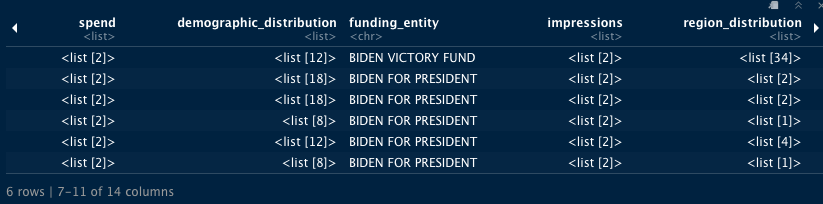 spend demographic_distribution funding_entity impressions region_distribution
<list> <list> <chr> <list> <list>
<list [2]> <list [12]> BIDEN VICTORY FUND <list [2]> <list [34]>
<list [2]> <list [18]> BIDEN FOR PRESIDENT <list [2]> <list [2]>
<list [2]> <list [18]> BIDEN FOR PRESIDENT <list [2]> <list [2]>
<list [2]> <list [8]> BIDEN FOR PRESIDENT <list [2]> <list [1]>
<list [2]> <list [12]> BIDEN FOR PRESIDENT <list [2]> <list [4]>
<list [2]> <list [8]> BIDEN FOR PRESIDENT <list [2]> <list [1]>
6 rows | 7-11 of 14 columns